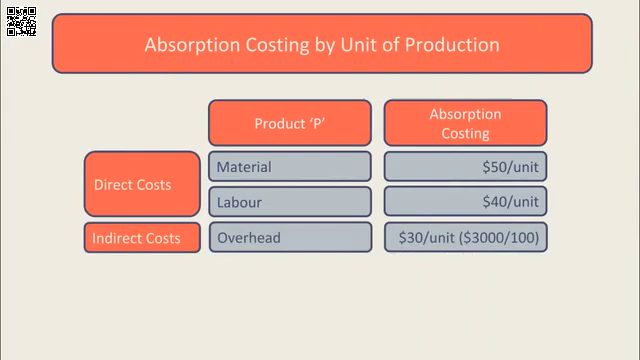 Absorption Costing by Unit of Production
Product ‘P’
Absorption
Costing
Direct Costs
Material
$50/unit
Labour
$40/unit
Indirect Costs
Overhead
$30/unit ($3000/100)